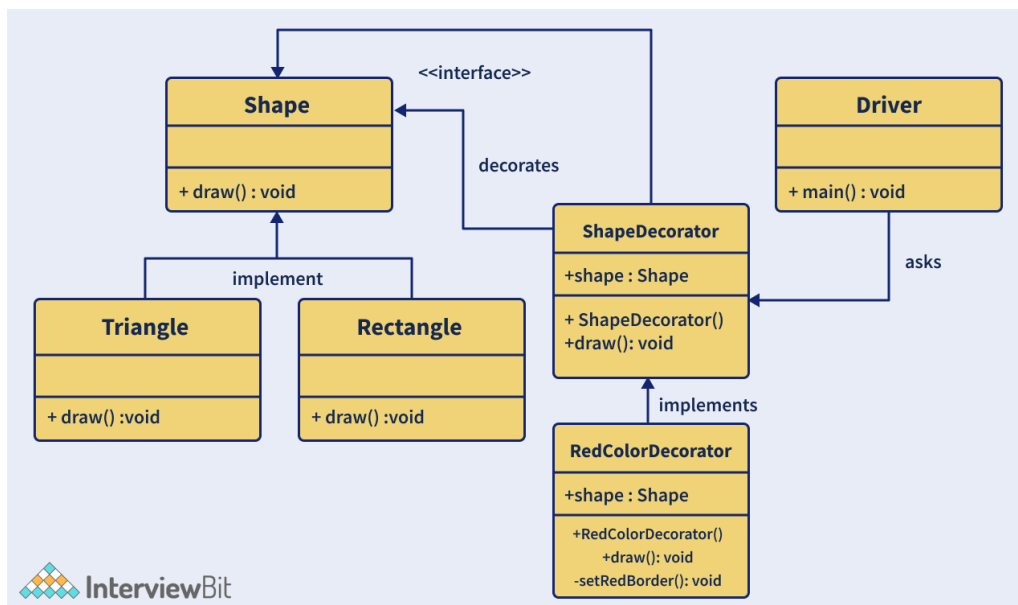 <<interface>>
Shape
+ draw() : void
decorates
Driver
+ main() : void
asks
ShapeDecorator
+shape : Shape
+ ShapeDecorator()
+draw(): void
implement
Triangle
+ draw() :void
Rectangle
+ draw() :void
implements
RedColorDecorator
+shape : Shape
+RedColorDecorator()
+draw(): void
-setRedBorder(): void
InterviewBit